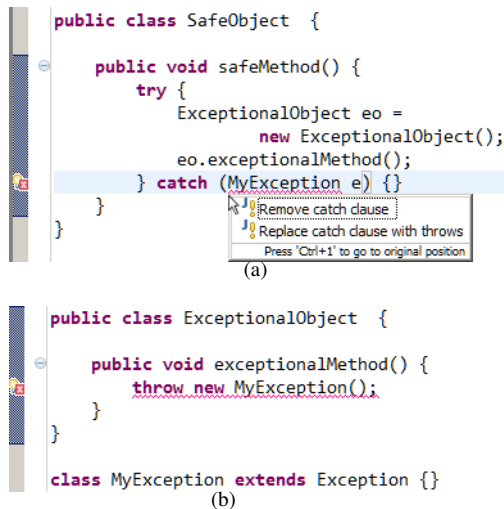 public class SafeObject {
public void safeMethod() {
try {
ExceptionalObject eo =
new ExceptionalObject();
eo.exceptionalMethod();
} catch (MyException e) {}
Remove catch clause
}
Replace catch clause with throws
}
Press 'Ctrl+1' to go to original position
(a)
public class ExceptionalObject {
public void exceptionalMethod() {
throw new MyException();
}
}
class MyException extends Exception {}
(b)